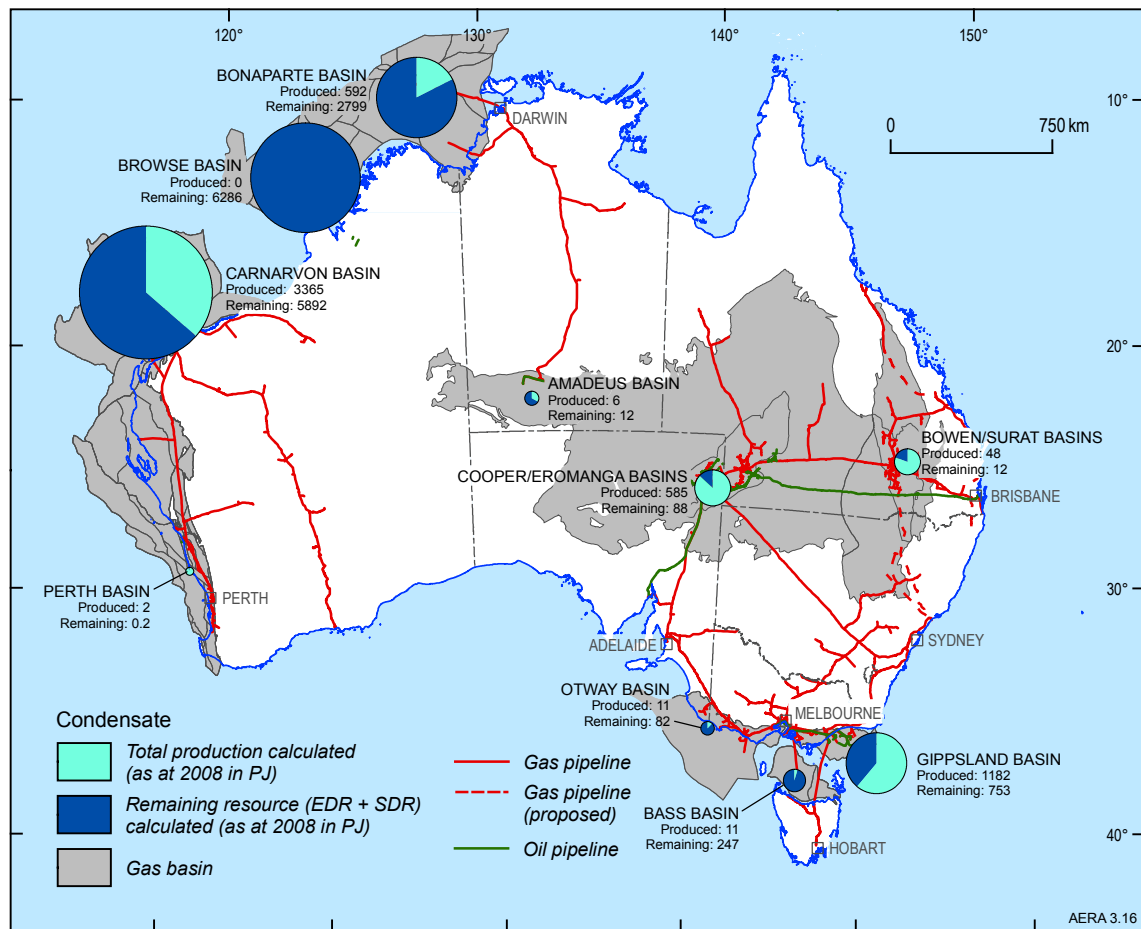 120°
130°
140°
150°
BONAPARTE BASIN
Produced: 592
Remaining: 2799
DARWIN
10°
0
750 km
BROWSE BASIN
Produced: 0
Remaining: 6286
CARNARVON BASIN
Produced: 3365
Remaining: 5892
20°
AMADEUS BASIN
Produced: 6
Remaining: 12
BOWEN/SURAT BASINS
Produced: 48
Remaining: 12
COOPER/EROMANGA BASINS
Produced: 585
Remaining: 88
BRISBANE
PERTH BASIN
Produced: 2
Remaining: 0.2
PERTH
30°
ADELAIDE
SYDNEY
OTWAY BASIN
Produced: 11
Remaining: 82
MELBOURNE
GIPPSLAND BASIN
Produced: 1182
Remaining: 753
BASS BASIN
Produced: 11
Remaining: 247
HOBART
40°
Condensate
Total production calculated
(as at 2008 in PJ)
Remaining resource (EDR + SDR)
calculated (as at 2008 in PJ)
Gas basin
Gas pipeline
Gas pipeline
(proposed)
Oil pipeline
AERA 3.16